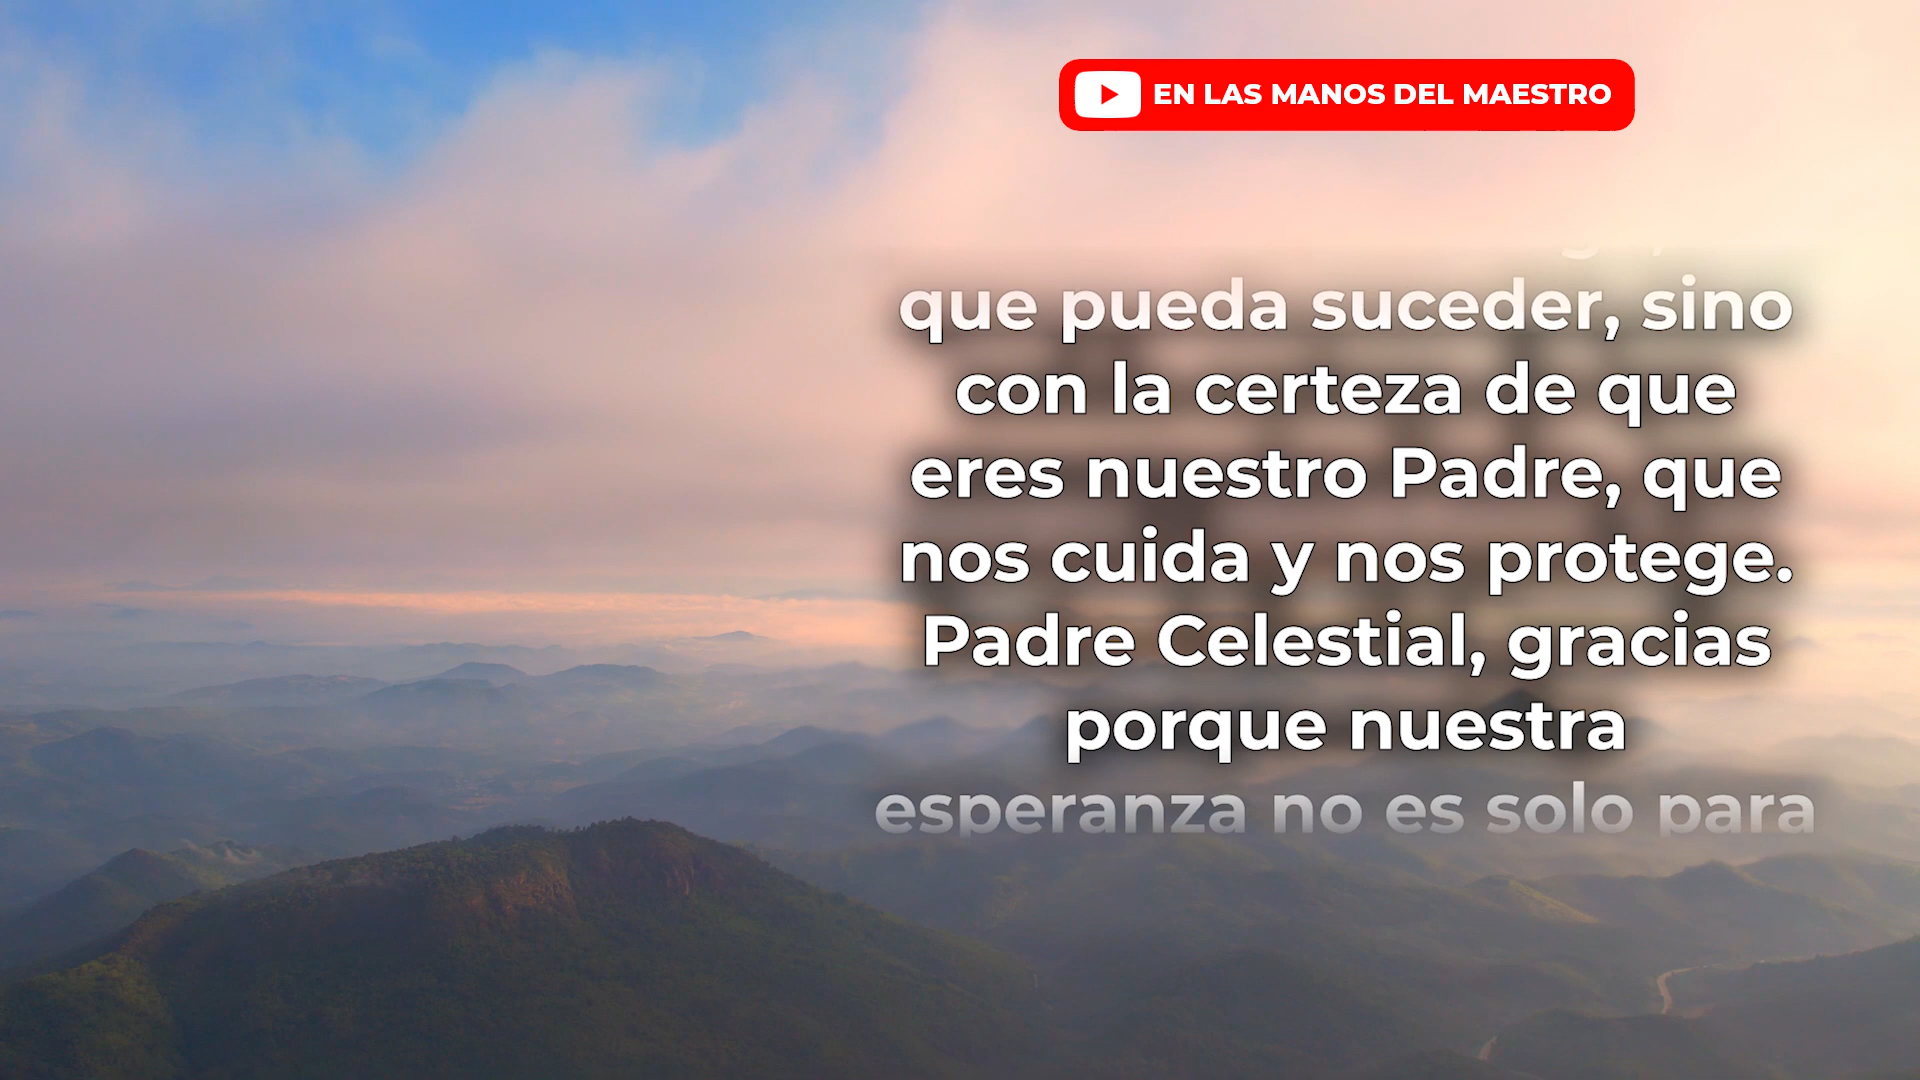 EN LAS MANOS DEL MAESTRO
que pueda suceder, sino
con la certeza de que
eres nuestro Padre, que
nos cuida y nos protege.
Padre Celestial, gracias
porque nuestra
esperanza no es solo para